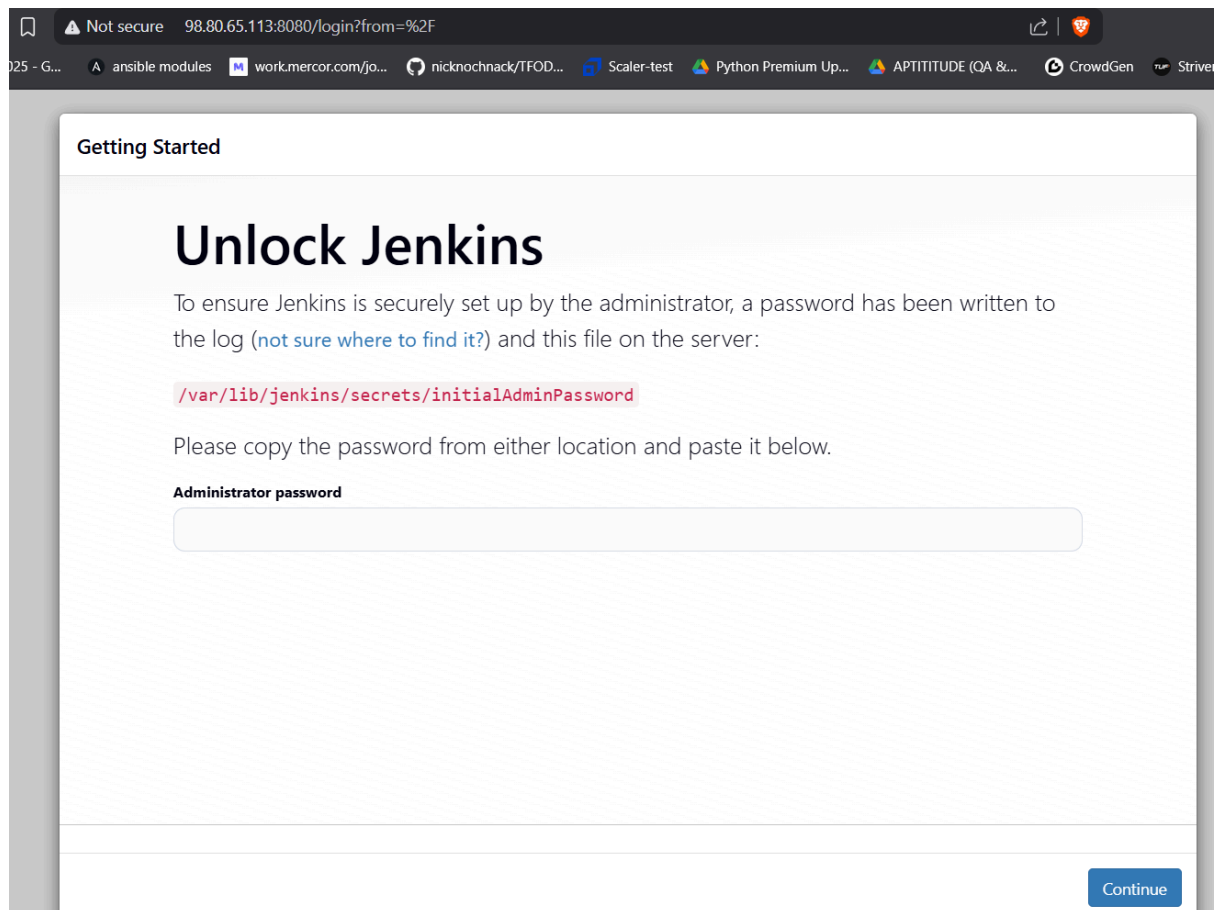 Not secure 98.80.65.113:8080/login?from=%2F
025 - G... A ansible modules M work.mercor.com/jo... nicknochnack/TFOD... Scaler-test Python Premium Up... APTITITUDE (QA &... CrowdGen TUF Striver
Getting Started
Unlock Jenkins
To ensure Jenkins is securely set up by the administrator, a password has been written to
the log (not sure where to find it?) and this file on the server:
/var/lib/jenkins/secrets/initialAdminPassword
Please copy the password from either location and paste it below.
Administrator password
Continue